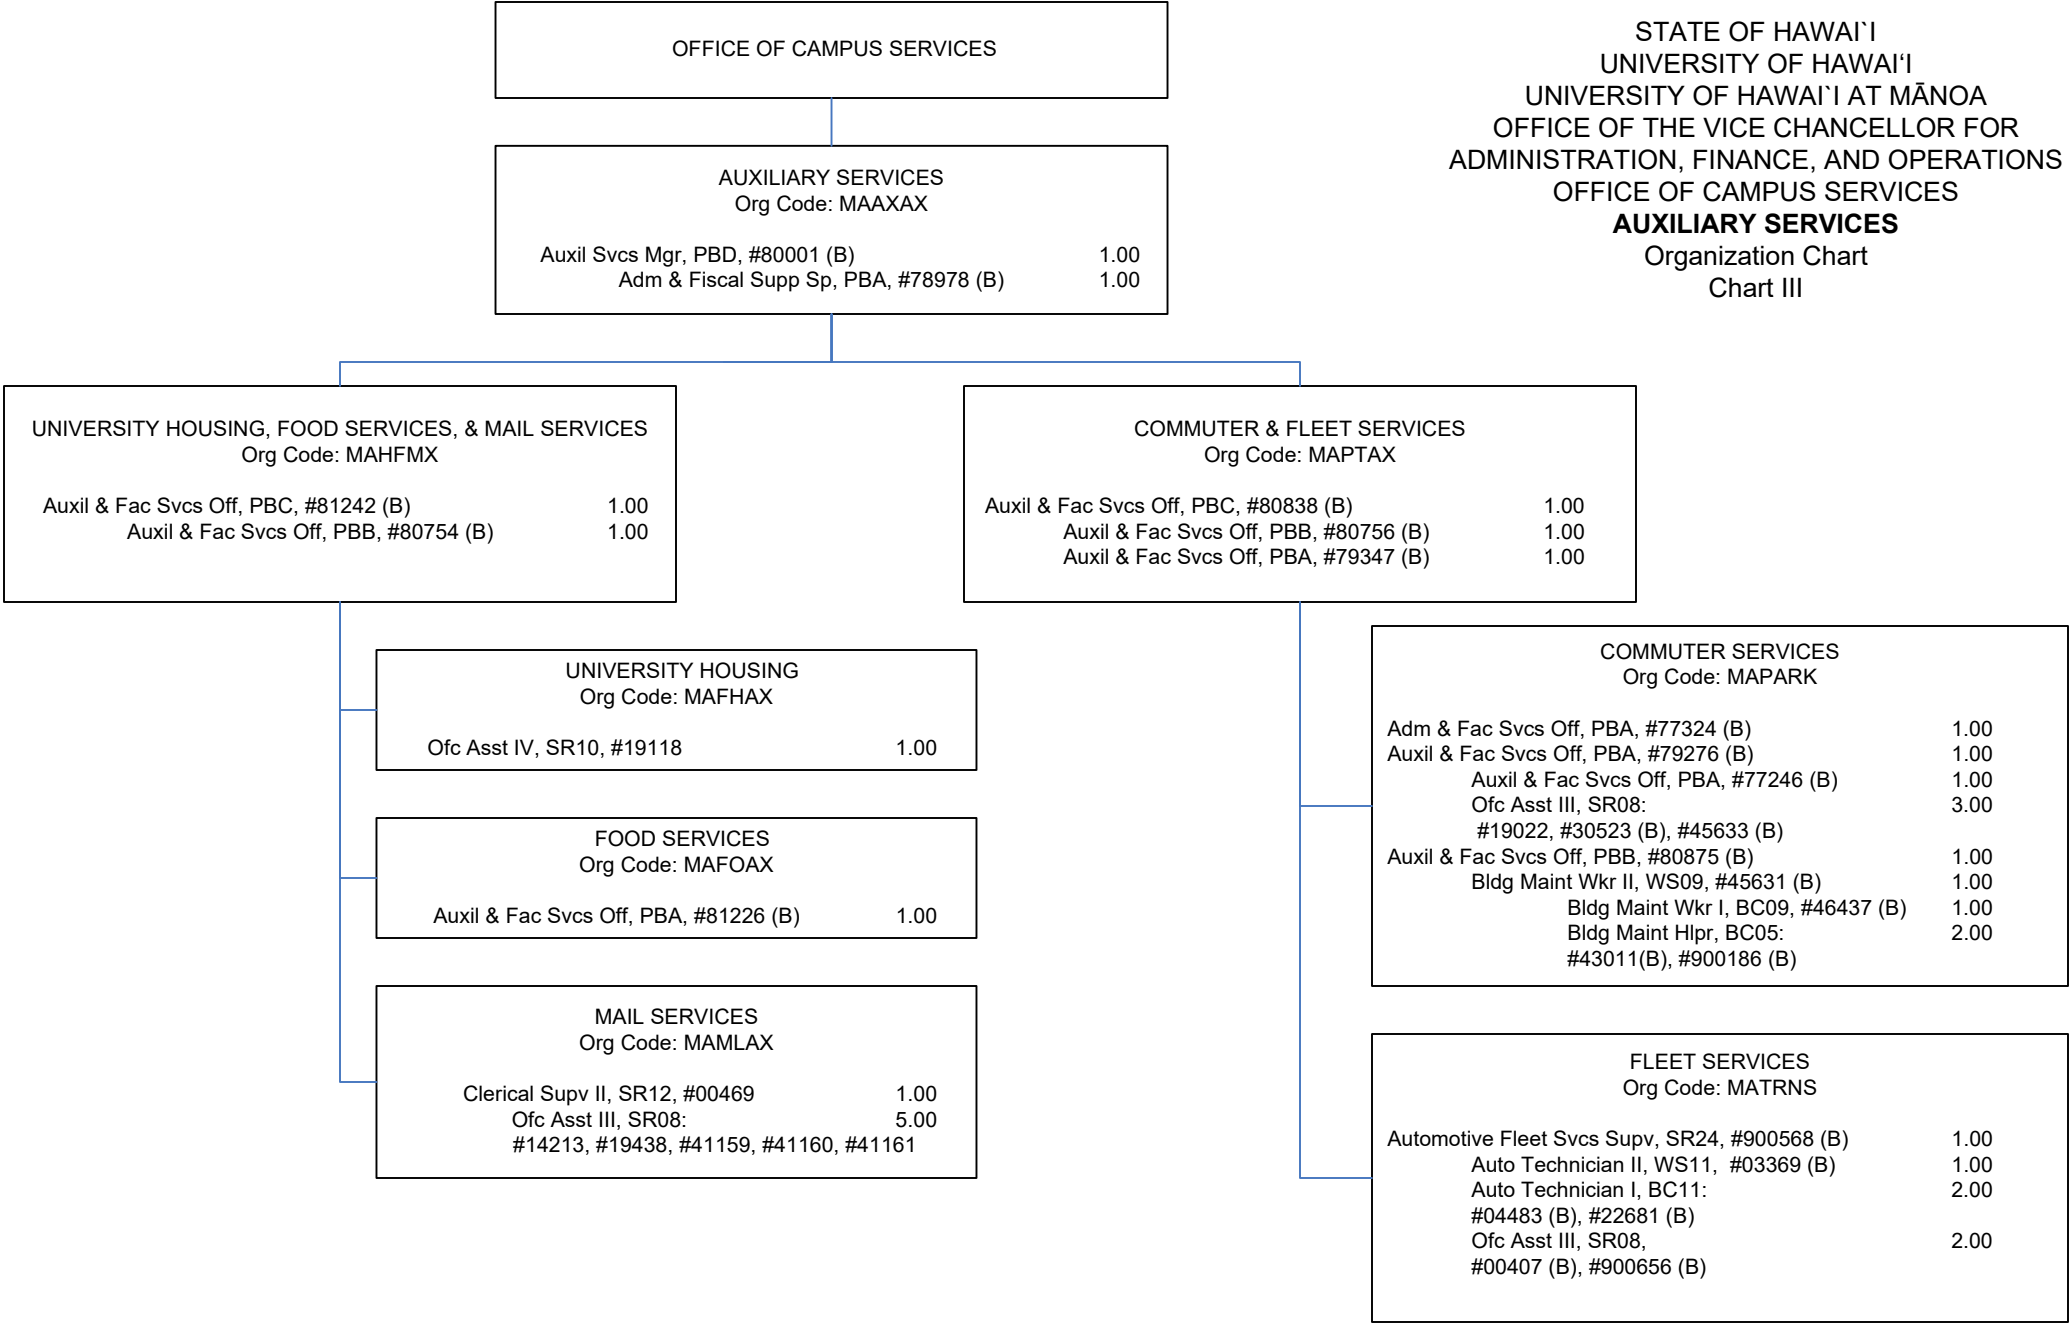 OFFICE OF CAMPUS SERVICES
STATE OF HAWAI`I
UNIVERSITY OF HAWAI‘I
UNIVERSITY OF HAWAI`I AT MĀNOA
OFFICE OF THE VICE CHANCELLOR FOR
ADMINISTRATION, FINANCE, AND OPERATIONS
OFFICE OF CAMPUS SERVICES
AUXILIARY SERVICES
Organization Chart
Chart III
AUXILIARY SERVICES
Org Code: MAAXAX
Auxil Svcs Mgr, PBD, #80001 (B) 1.00
Adm & Fiscal Supp Sp, PBA, #78978 (B) 1.00
UNIVERSITY HOUSING, FOOD SERVICES, & MAIL SERVICES
Org Code: MAHFMX
Auxil & Fac Svcs Off, PBC, #81242 (B) 1.00
Auxil & Fac Svcs Off, PBB, #80754 (B) 1.00
UNIVERSITY HOUSING
Org Code: MAFHAX
Ofc Asst IV, SR10, #19118 1.00
FOOD SERVICES
Org Code: MAFOAX
Auxil & Fac Svcs Off, PBA, #81226 (B) 1.00
MAIL SERVICES
Org Code: MAMLAX
Clerical Supv II, SR12, #00469 1.00
Ofc Asst III, SR08: 5.00
#14213, #19438, #41159, #41160, #41161
COMMUTER & FLEET SERVICES
Org Code: MAPTAX
Auxil & Fac Svcs Off, PBC, #80838 (B) 1.00
Auxil & Fac Svcs Off, PBB, #80756 (B) 1.00
Auxil & Fac Svcs Off, PBA, #79347 (B) 1.00
COMMUTER SERVICES
Org Code: MAPARK
Adm & Fac Svcs Off, PBA, #77324 (B) 1.00
Auxil & Fac Svcs Off, PBA, #79276 (B) 1.00
Auxil & Fac Svcs Off, PBA, #77246 (B) 1.00
Ofc Asst III, SR08: 3.00
#19022, #30523 (B), #45633 (B)
Auxil & Fac Svcs Off, PBB, #80875 (B) 1.00
Bldg Maint Wkr II, WS09, #45631 (B) 1.00
Bldg Maint Wkr I, BC09, #46437 (B) 1.00
Bldg Maint Hlpr, BC05: 2.00
#43011(B), #900186 (B)
FLEET SERVICES
Org Code: MATRNS
Automotive Fleet Svcs Supv, SR24, #900568 (B) 1.00
Auto Technician II, WS11, #03369 (B) 1.00
Auto Technician I, BC11: 2.00
#04483 (B), #22681 (B)
Ofc Asst III, SR08, 2.00
#00407 (B), #900656 (B)